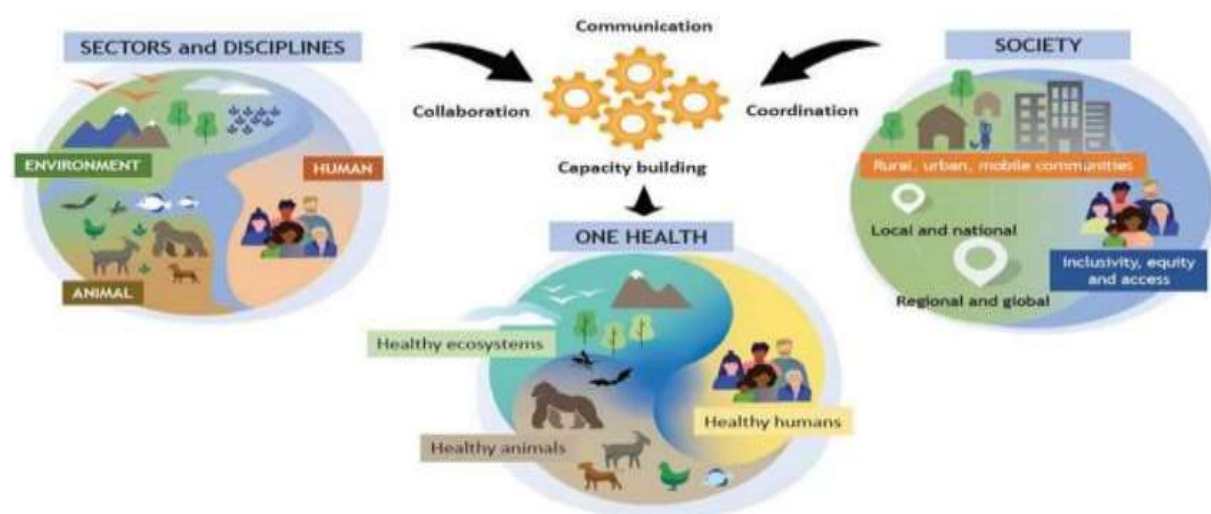 SECTORS and DISCIPLINES
ENVIRONMENT
HUMAN
ANIMAL
Communication
Collaboration
Coordination
Capacity building
SOCIETY
Rural, urban, mobile communities
Local and national
Inclusivity, equity
and access
Regional and global
ONE HEALTH
Healthy ecosystems
Healthy humans
Healthy animals